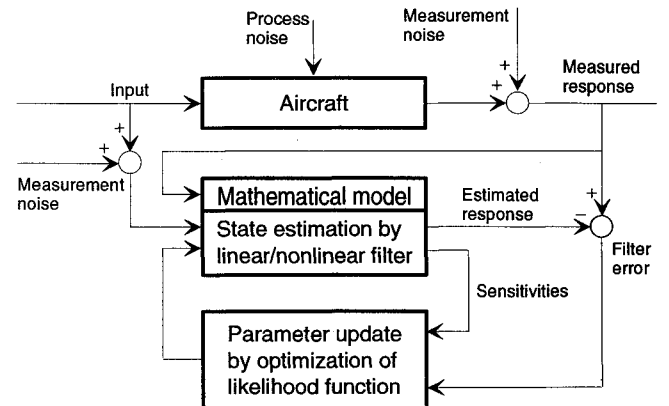 Process
noise
Measurement
noise
Input
Aircraft
+
+
Measured
response
+
+
Measurement
noise
Mathematical model
State estimation by
linear/nonlinear filter
Estimated
response
+
−
Filter
error
Sensitivities
Parameter update
by optimization of
likelihood function